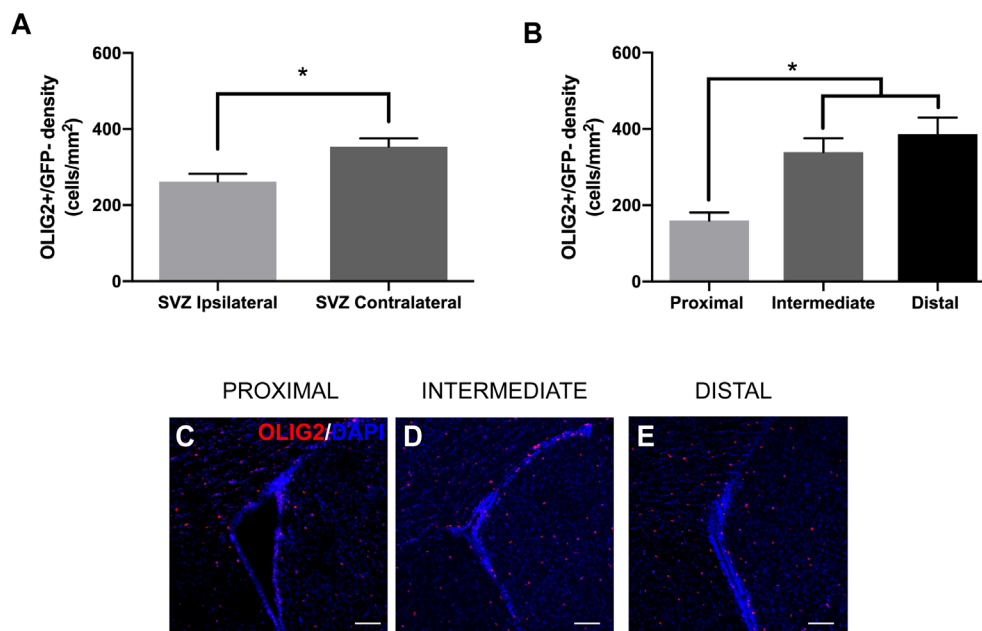 A
OLIG2+/GFP- density
(cells/mm²)
600
400
200
0
*
SVZ Ipsilateral
SVZ Contralateral
B
OLIG2+/GFP- density
(cells/mm²)
600
400
200
0
*
Proximal
Intermediate
Distal
PROXIMAL
INTERMEDIATE
DISTAL
C
OLIG2/DAPI
D
E